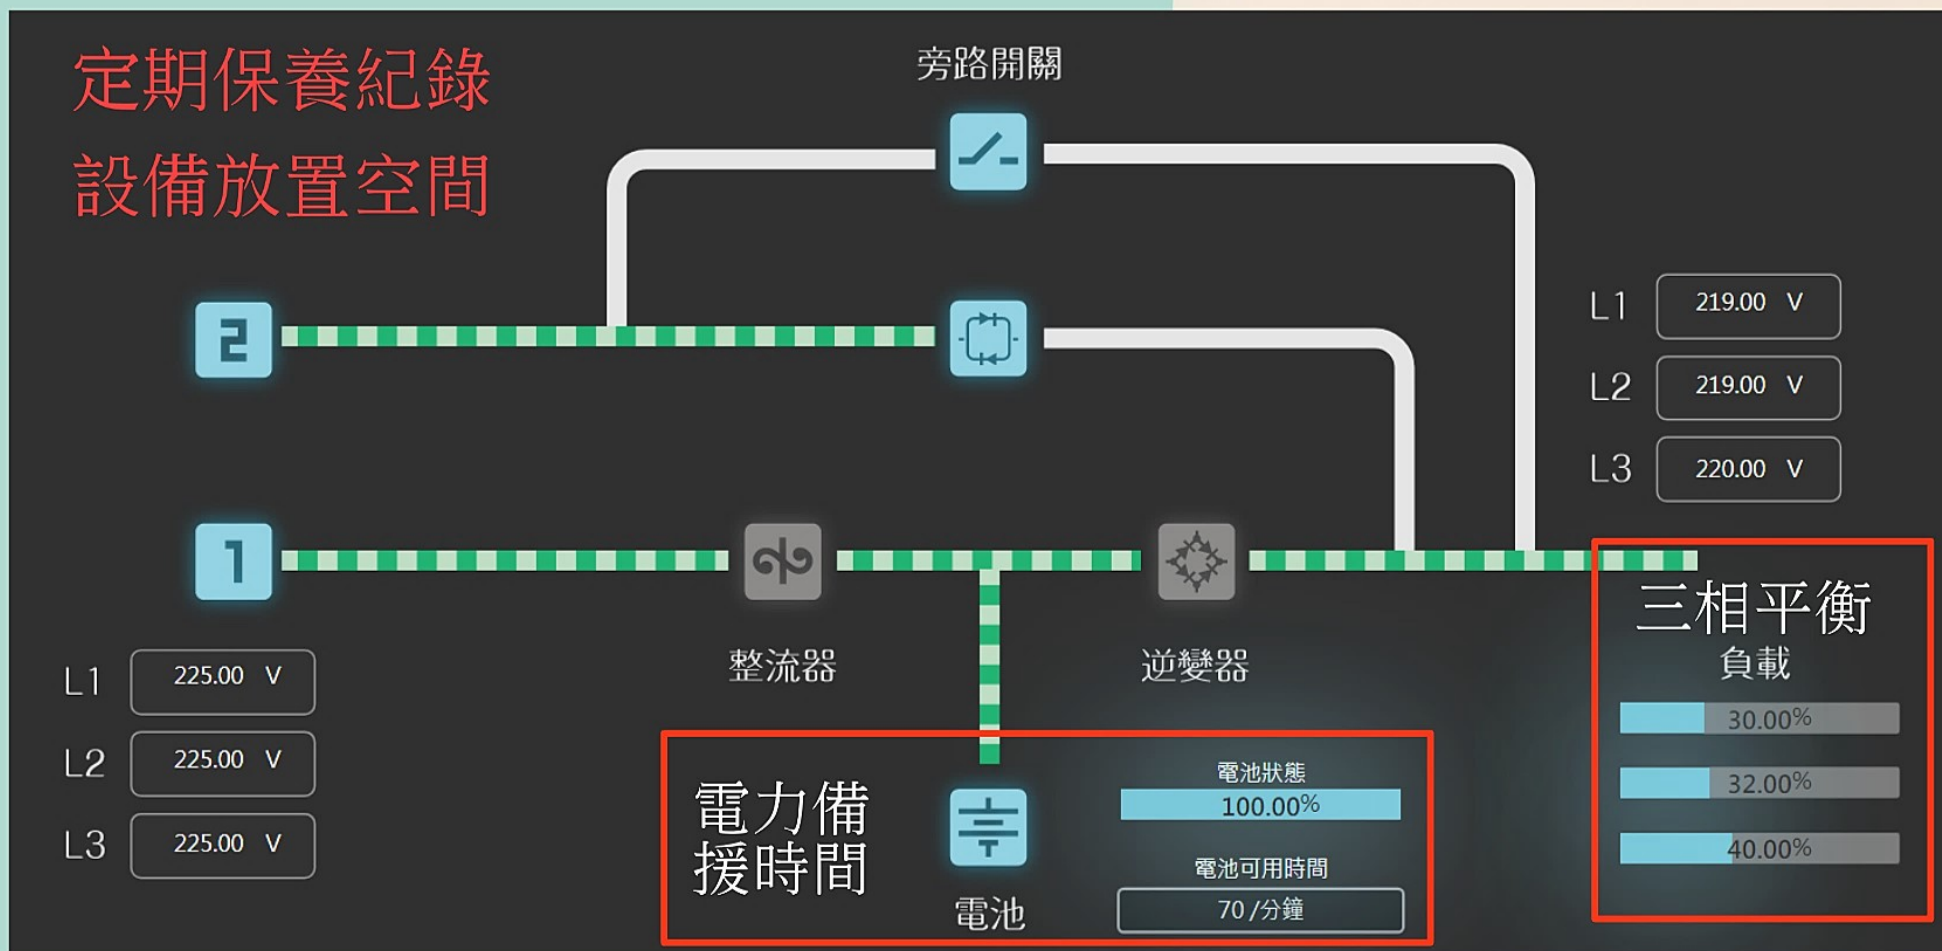 定期保養紀錄
設備放置空間
旁路開關
2
L1 219.00 V
L2 219.00 V
L3 220.00 V
1
整流器
逆變器
三相平衡
負載
30.00%
32.00%
40.00%
L1 225.00 V
L2 225.00 V
L3 225.00 V
電力備
援時間
電池
電池狀態
100.00%
電池可用時間
70 /分鐘